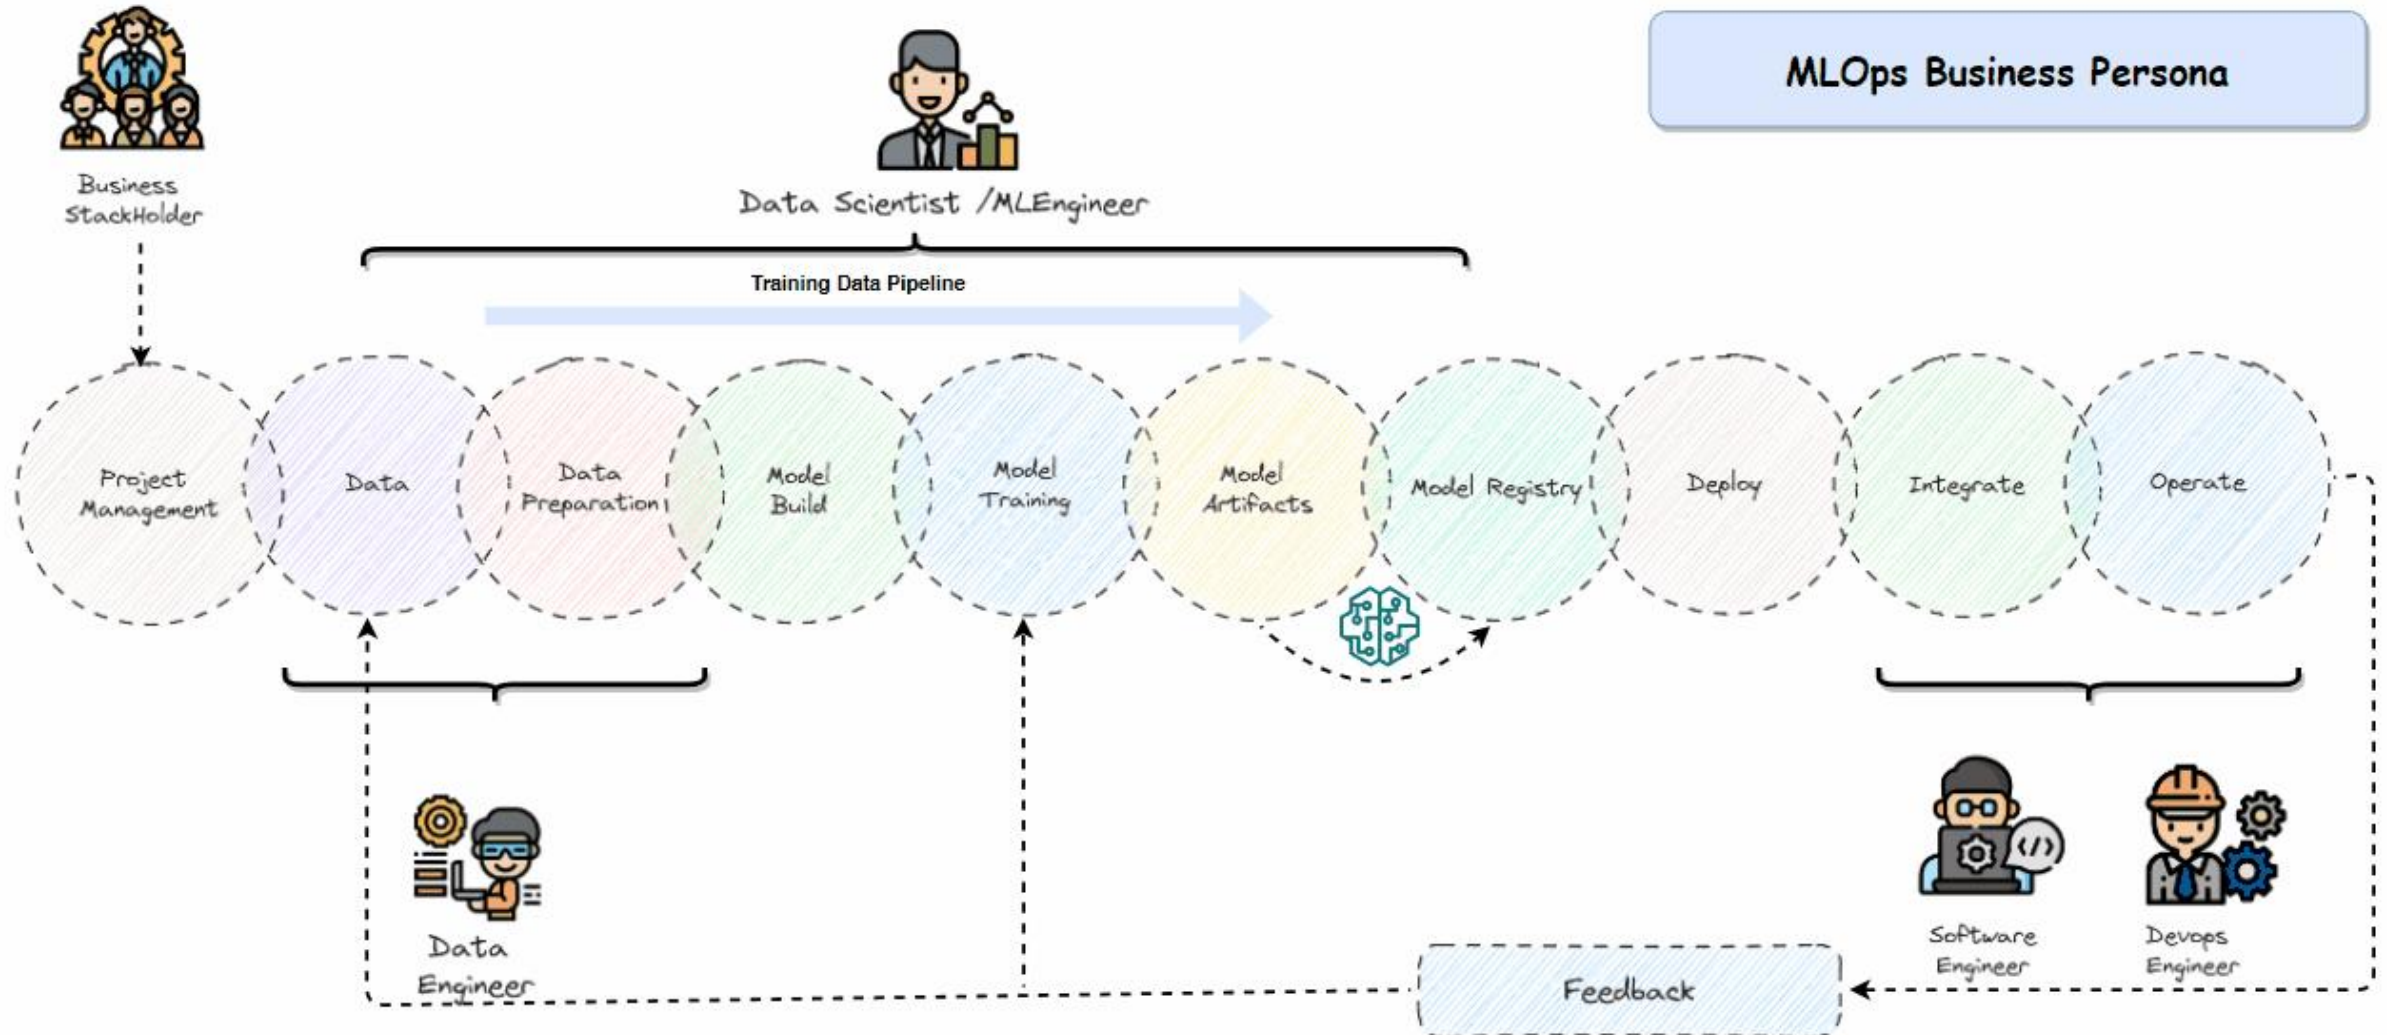 MLOps Business Persona
Business
StackHolder
Data Scientist /MLEngineer
Training Data Pipeline
Project
Management
Data
Data
Preparation
Model
Build
Model
Training
Model
Artifacts
Model Registry
Deploy
Integrate
Operate
Data
Engineer
Software
Engineer
Devops
Engineer
Feedback